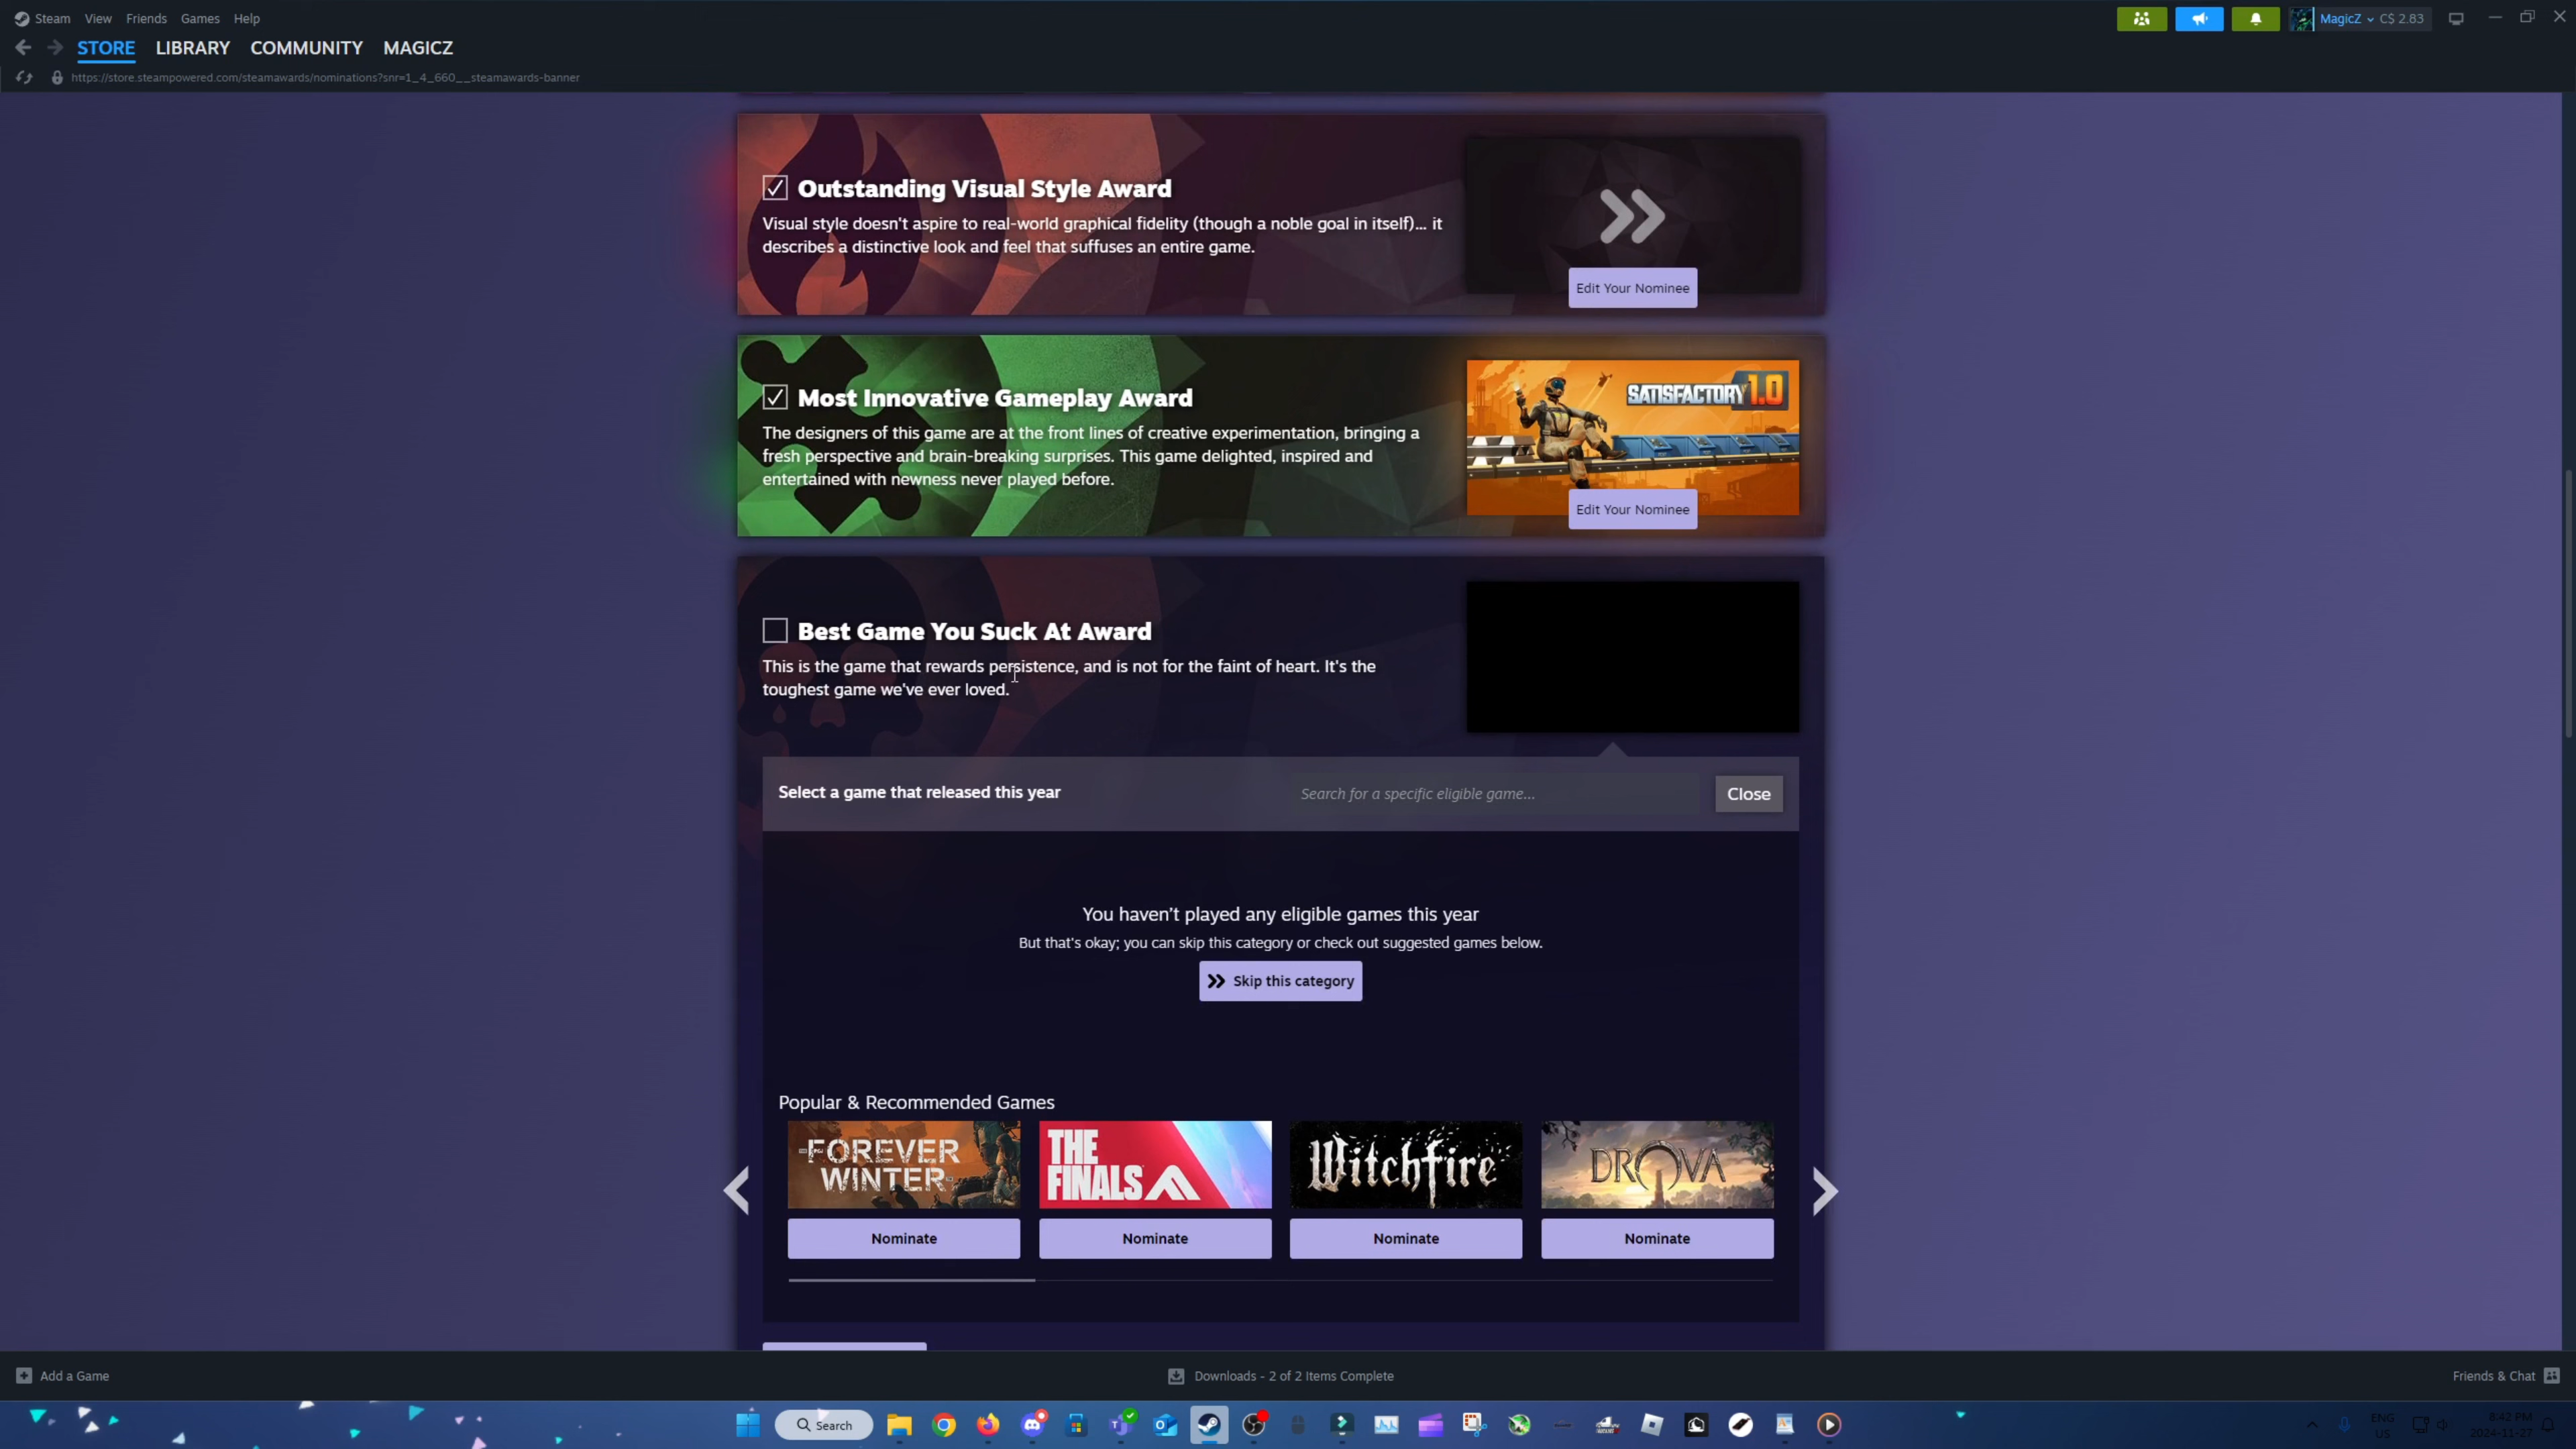 Steam View Friends Games Help
MagicZ C$ 2.83
STORE LIBRARY COMMUNITY MAGICZ
https://store.steampowered.com/steamawards/nominations?snr=1_4_660__steamawards-banner
Outstanding Visual Style Award
Visual style doesn't aspire to real-world graphical fidelity (though a noble goal in itself)... it
describes a distinctive look and feel that suffuses an entire game.
Edit Your Nominee
Most Innovative Gameplay Award
The designers of this game are at the front lines of creative experimentation, bringing a
fresh perspective and brain-breaking surprises. This game delighted, inspired and
entertained with newness never played before.
SATISFACTORY 1.0
Edit Your Nominee
Best Game You Suck At Award
This is the game that rewards persistence, and is not for the faint of heart. It's the
toughest game we've ever loved.
Select a game that released this year
Search for a specific eligible game...
Close
You haven't played any eligible games this year
But that's okay; you can skip this category or check out suggested games below.
Skip this category
Popular & Recommended Games
FOREVER
WINTER
THE
FINALS
Witchfire
DROVA
Nominate Nominate Nominate Nominate
Add a Game
Downloads - 2 of 2 Items Complete
Friends & Chat
Search
ENG
US
8:42 PM
2024-11-27